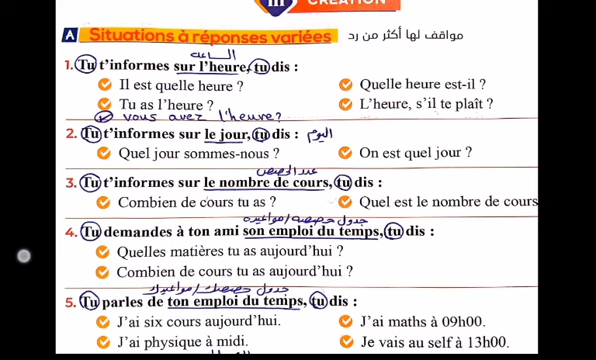 III CRÉATION
A Situations à réponses variées مواقف لها أكثر من رد
الساعة
1. Tu t'informes sur l'heure, tu dis :
Il est quelle heure ? Quelle heure est-il ?
Tu as l'heure ? L'heure, s'il te plaît ?
vous avez l'heure?
2. Tu t'informes sur le jour, tu dis : اليوم
Quel jour sommes-nous ? On est quel jour ?
عدد الحصص
3. Tu t'informes sur le nombre de cours, tu dis :
Combien de cours tu as ? Quel est le nombre de cours
جدول حصصه / مواعيده
4. Tu demandes à ton ami son emploi du temps, tu dis :
Quelles matières tu as aujourd'hui ?
Combien de cours tu as aujourd'hui ?
جدول حصصك / مواعيدك
5. Tu parles de ton emploi du temps, tu dis :
J'ai six cours aujourd'hui. J'ai maths à 09h00.
J'ai physique à midi. Je vais au self à 13h00.